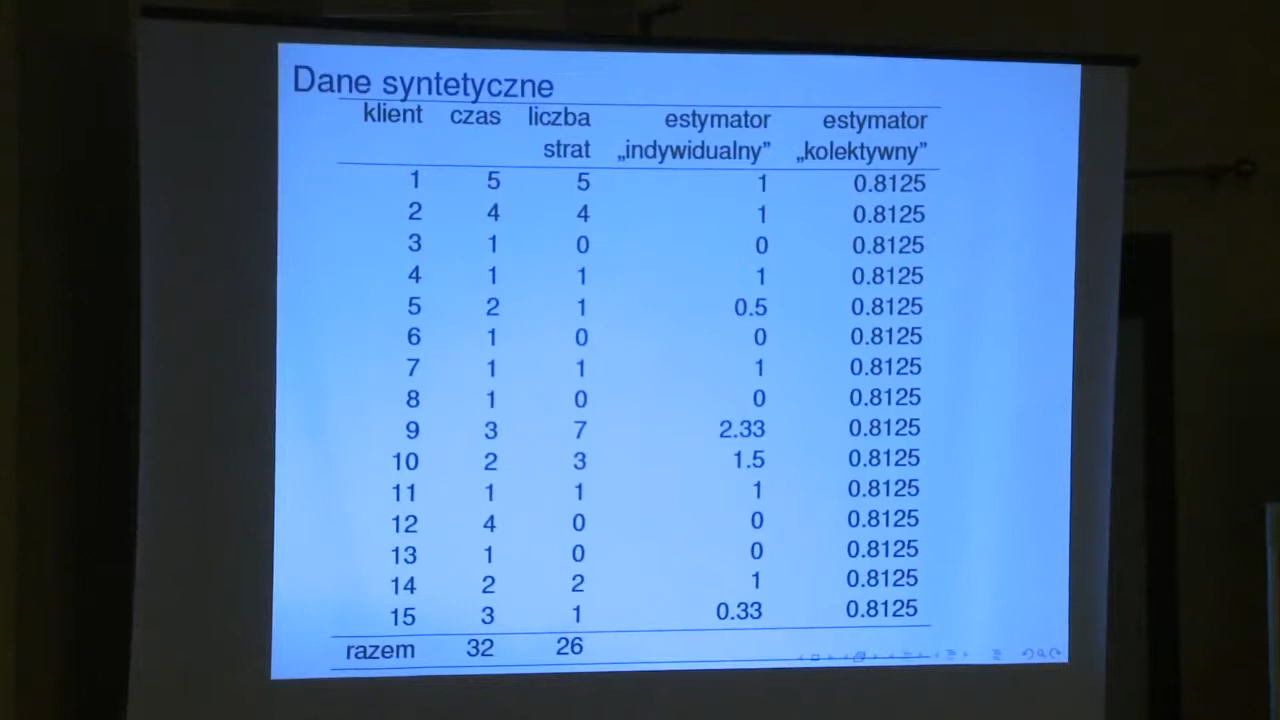 Dane syntetyczne
klient czas liczba estymator estymator
strat „indywidualny” „kolektywny”
1 5 5 1 0.8125
2 4 4 1 0.8125
3 1 0 0 0.8125
4 1 1 1 0.8125
5 2 1 0.5 0.8125
6 1 0 0 0.8125
7 1 1 1 0.8125
8 1 0 0 0.8125
9 3 7 2.33 0.8125
10 2 3 1.5 0.8125
11 1 1 1 0.8125
12 4 0 0 0.8125
13 1 0 0 0.8125
14 2 2 1 0.8125
15 3 1 0.33 0.8125
razem 32 26